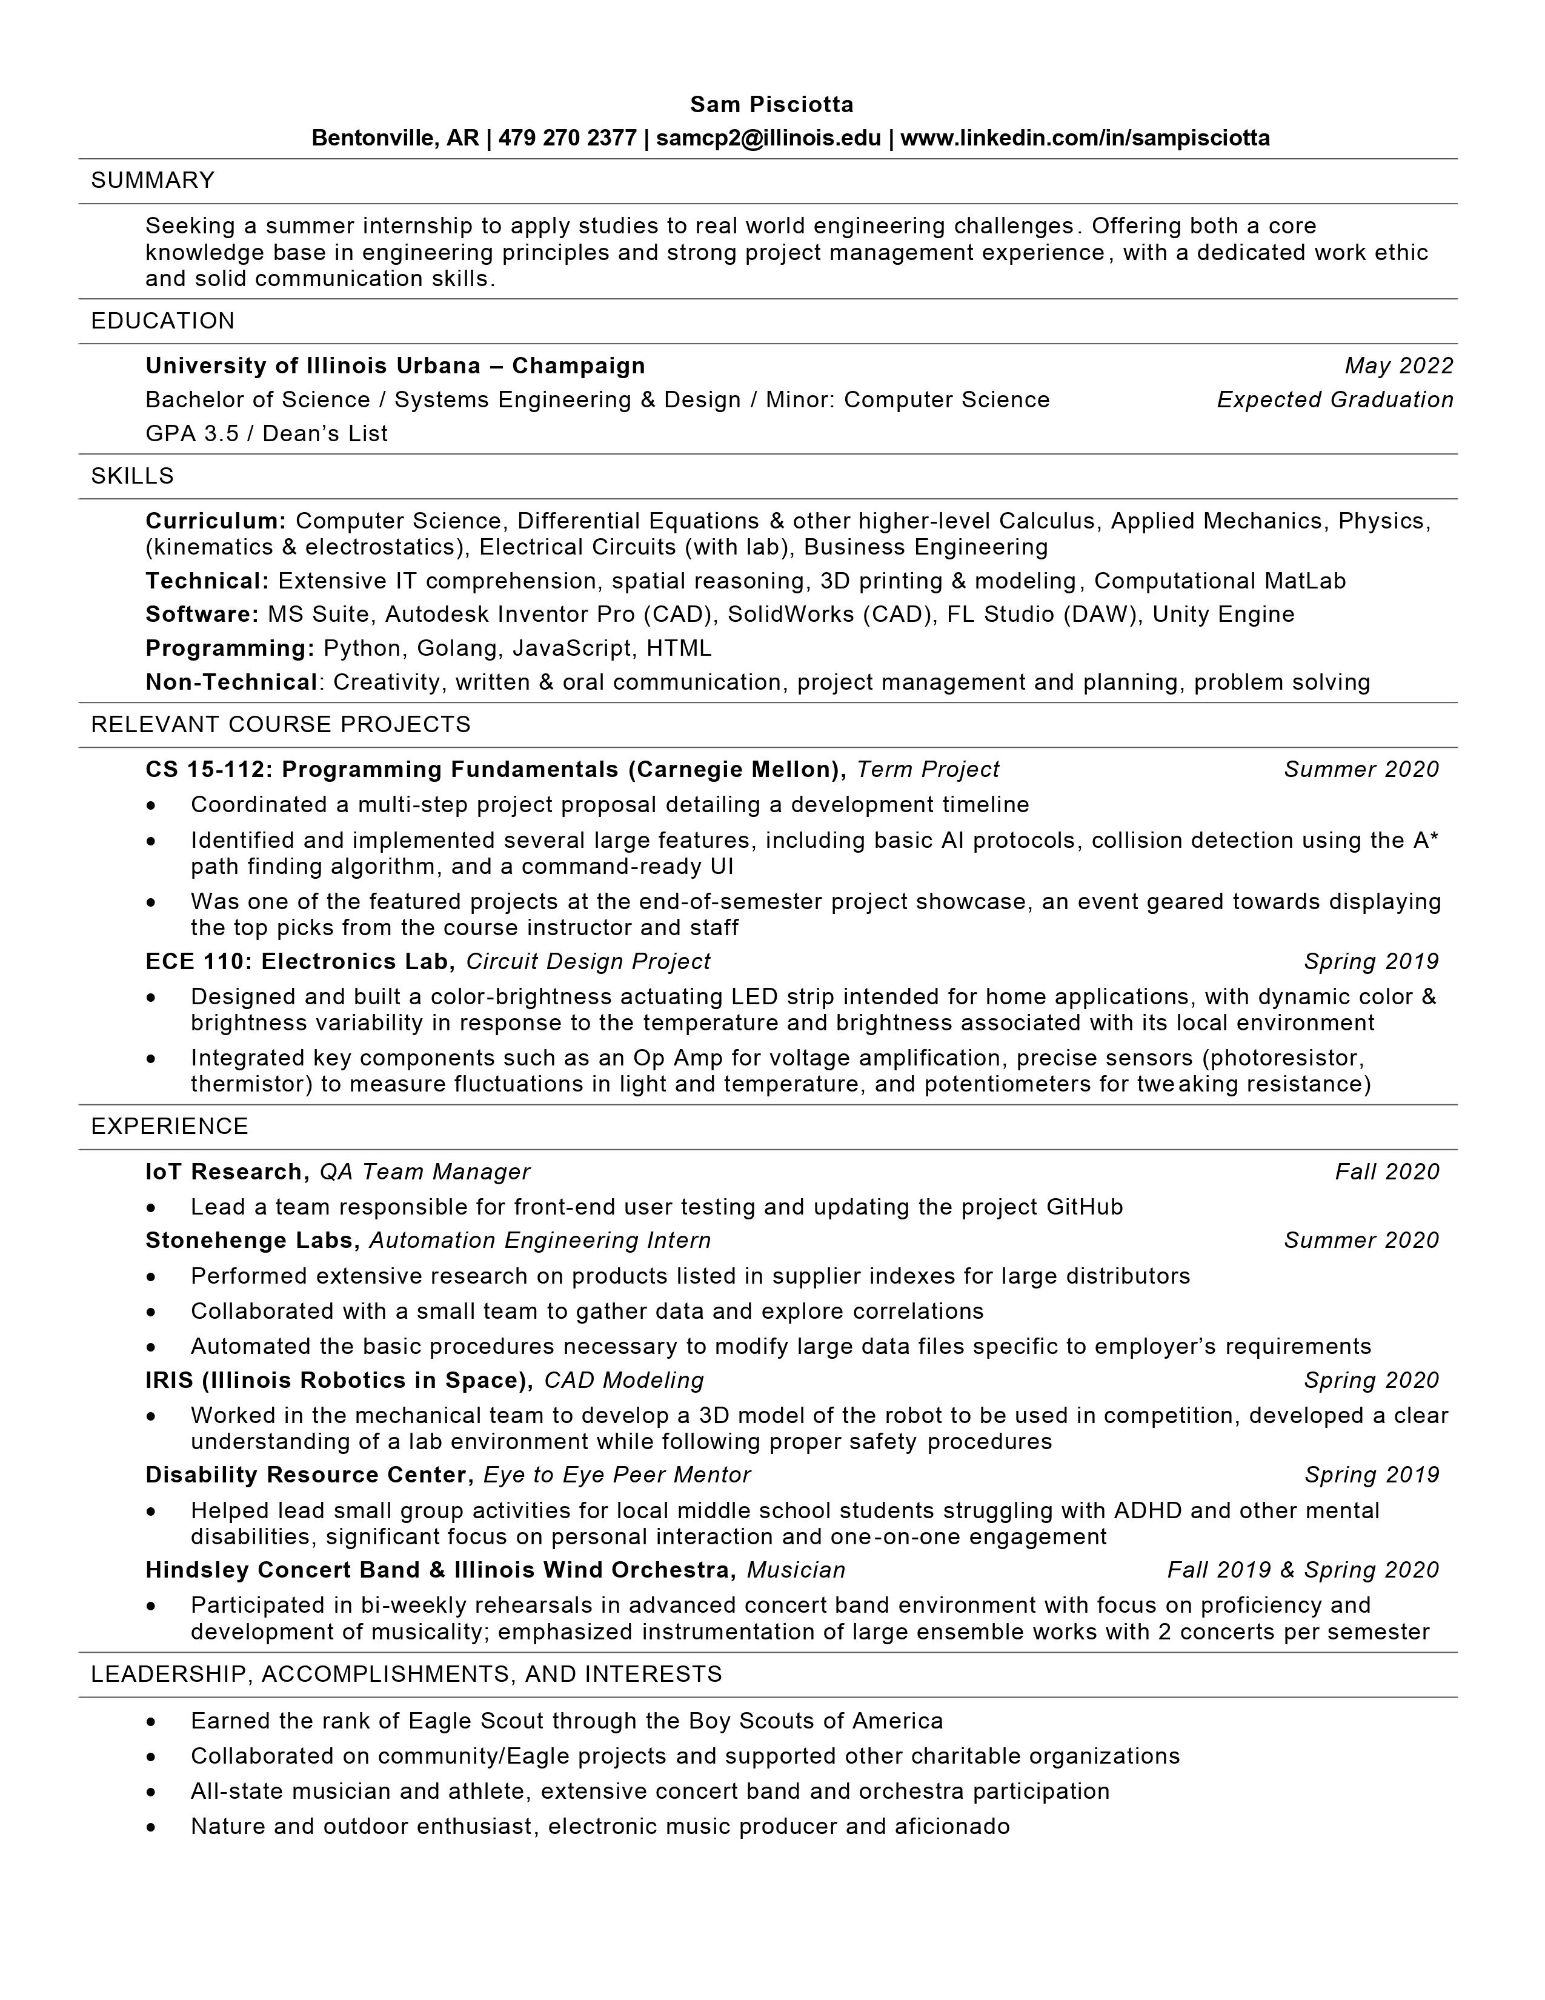 Sam Pisciotta
Bentonville, AR | 479 270 2377 | samcp2@illinois.edu | www.linkedin.com/in/sampisciotta
SUMMARY
Seeking a summer internship to apply studies to real world engineering challenges. Offering both a core
knowledge base in engineering principles and strong project management experience, with a dedicated work ethic
and solid communication skills.
EDUCATION
University of Illinois Urbana – Champaign May 2022
Bachelor of Science / Systems Engineering & Design / Minor: Computer Science Expected Graduation
GPA 3.5 / Dean’s List
SKILLS
Curriculum: Computer Science, Differential Equations & other higher-level Calculus, Applied Mechanics, Physics,
(kinematics & electrostatics), Electrical Circuits (with lab), Business Engineering
Technical: Extensive IT comprehension, spatial reasoning, 3D printing & modeling, Computational MatLab
Software: MS Suite, Autodesk Inventor Pro (CAD), SolidWorks (CAD), FL Studio (DAW), Unity Engine
Programming: Python, Golang, JavaScript, HTML
Non-Technical: Creativity, written & oral communication, project management and planning, problem solving
RELEVANT COURSE PROJECTS
CS 15-112: Programming Fundamentals (Carnegie Mellon), Term Project Summer 2020
• Coordinated a multi-step project proposal detailing a development timeline
• Identified and implemented several large features, including basic AI protocols, collision detection using the A*
path finding algorithm, and a command-ready UI
• Was one of the featured projects at the end-of-semester project showcase, an event geared towards displaying
the top picks from the course instructor and staff
ECE 110: Electronics Lab, Circuit Design Project Spring 2019
• Designed and built a color-brightness actuating LED strip intended for home applications, with dynamic color &
brightness variability in response to the temperature and brightness associated with its local environment
• Integrated key components such as an Op Amp for voltage amplification, precise sensors (photoresistor,
thermistor) to measure fluctuations in light and temperature, and potentiometers for tweaking resistance)
EXPERIENCE
IoT Research, QA Team Manager Fall 2020
• Lead a team responsible for front-end user testing and updating the project GitHub
Stonehenge Labs, Automation Engineering Intern Summer 2020
• Performed extensive research on products listed in supplier indexes for large distributors
• Collaborated with a small team to gather data and explore correlations
• Automated the basic procedures necessary to modify large data files specific to employer’s requirements
IRIS (Illinois Robotics in Space), CAD Modeling Spring 2020
• Worked in the mechanical team to develop a 3D model of the robot to be used in competition, developed a clear
understanding of a lab environment while following proper safety procedures
Disability Resource Center, Eye to Eye Peer Mentor Spring 2019
• Helped lead small group activities for local middle school students struggling with ADHD and other mental
disabilities, significant focus on personal interaction and one-on-one engagement
Hindsley Concert Band & Illinois Wind Orchestra, Musician Fall 2019 & Spring 2020
• Participated in bi-weekly rehearsals in advanced concert band environment with focus on proficiency and
development of musicality; emphasized instrumentation of large ensemble works with 2 concerts per semester
LEADERSHIP, ACCOMPLISHMENTS, AND INTERESTS
• Earned the rank of Eagle Scout through the Boy Scouts of America
• Collaborated on community/Eagle projects and supported other charitable organizations
• All-state musician and athlete, extensive concert band and orchestra participation
• Nature and outdoor enthusiast, electronic music producer and aficionado